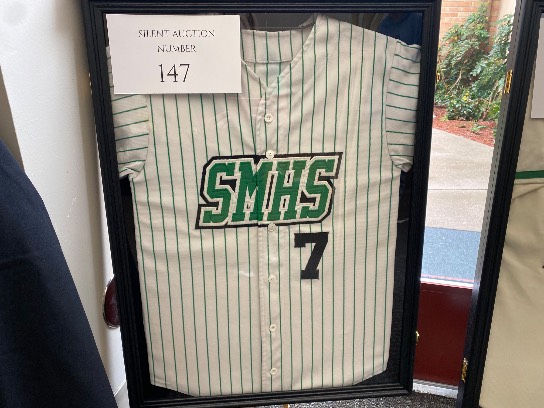 SILENT AUCTION
NUMBER
147
SMHS
7